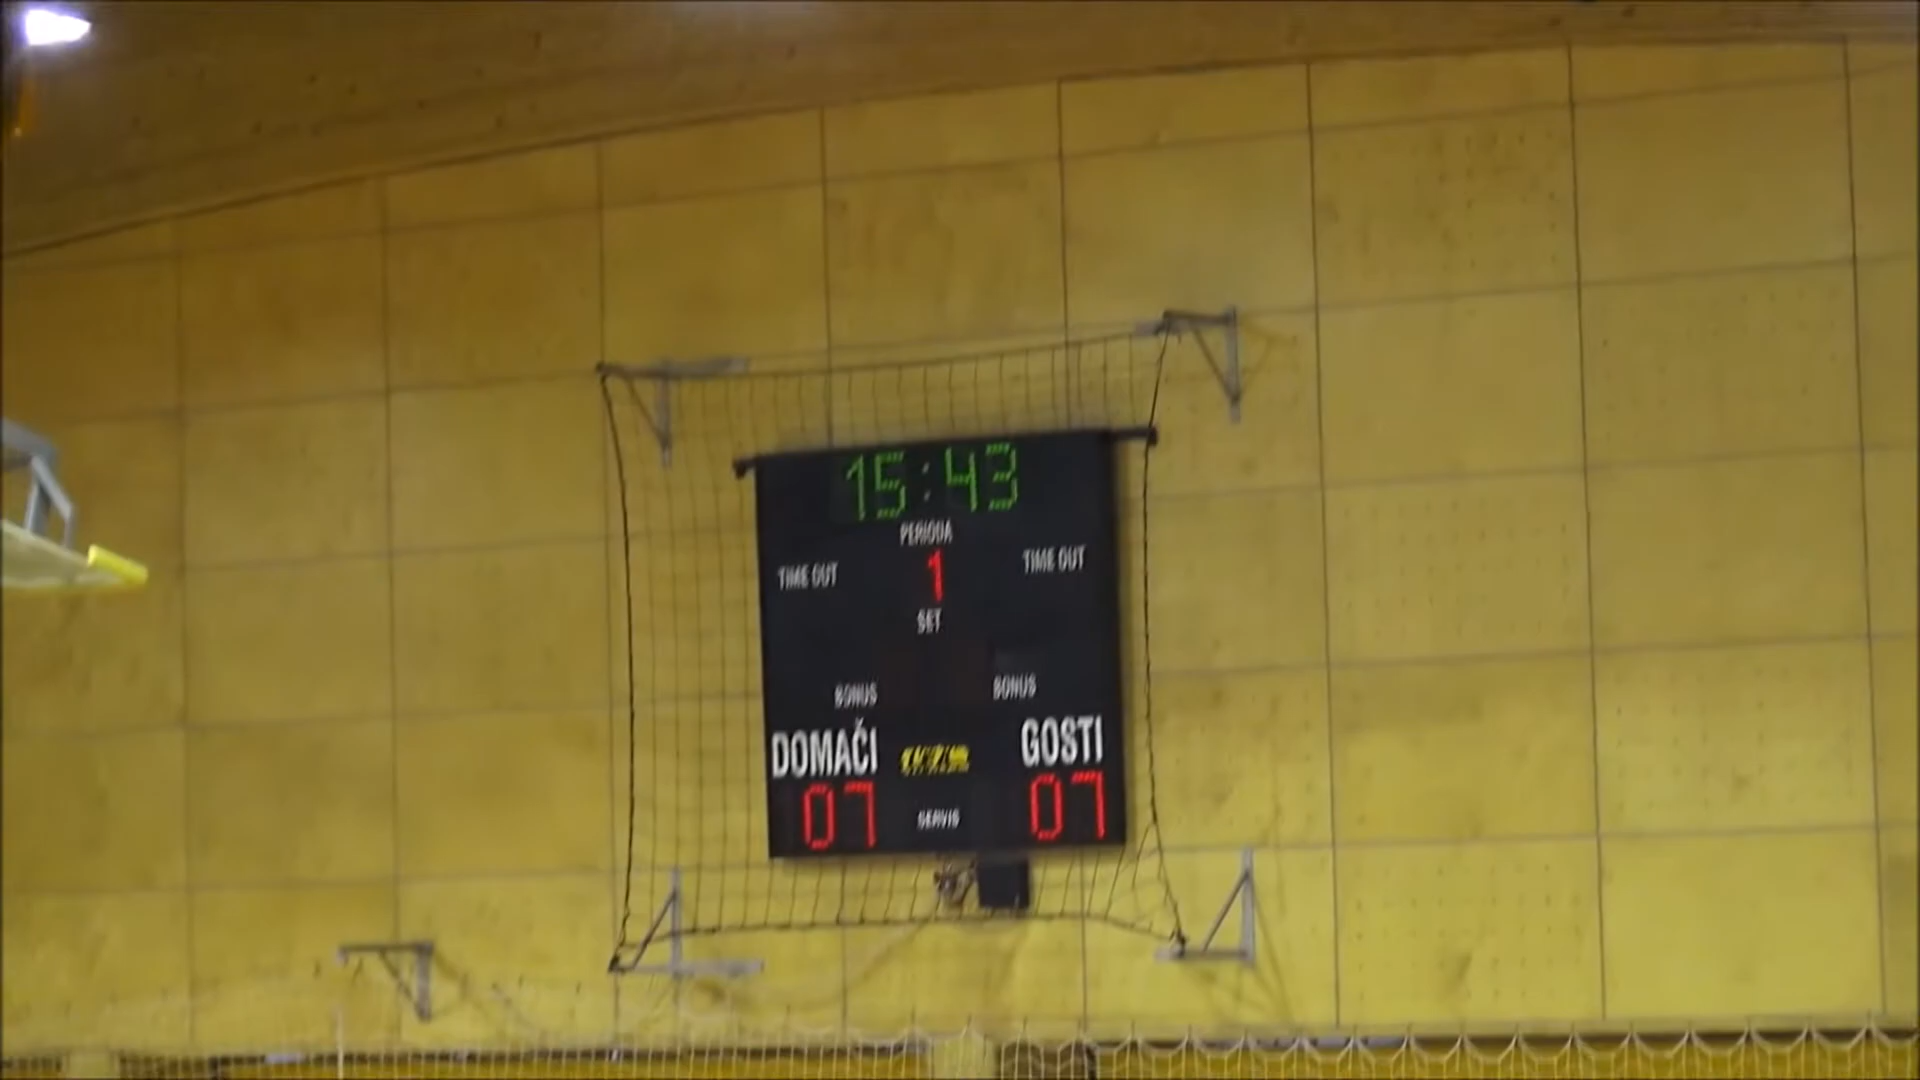 15:43
PERIODA
TIME OUT 1 TIME OUT
SET
BONUS BONUS
DOMAČI GOSTI
07 SERVIS 07